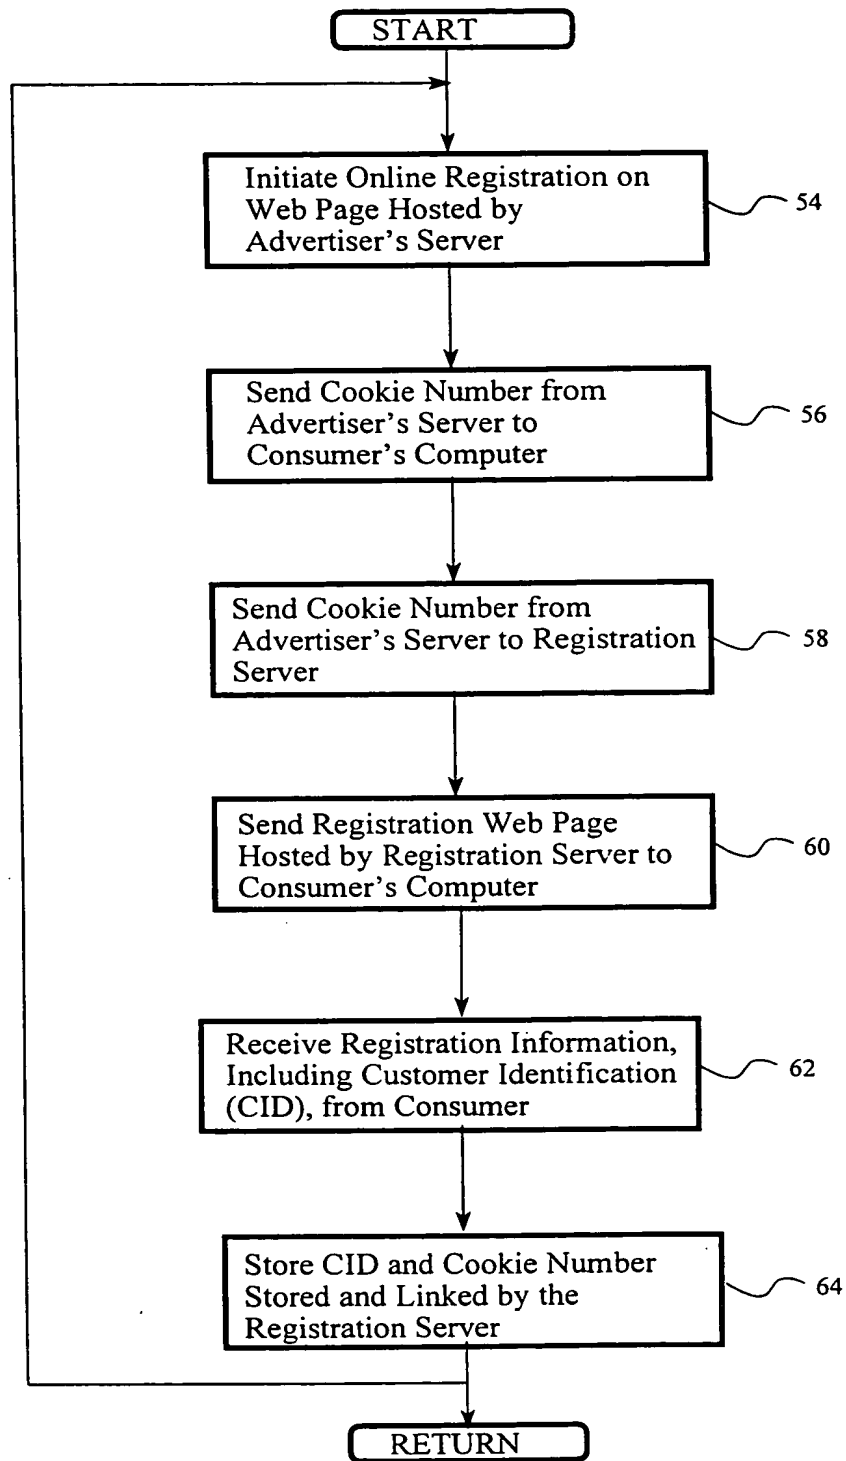 START
Initiate Online Registration on
Web Page Hosted by
Advertiser's Server
54
Send Cookie Number from
Advertiser's Server to
Consumer's Computer
56
Send Cookie Number from
Advertiser's Server to Registration
Server
58
Send Registration Web Page
Hosted by Registration Server to
Consumer's Computer
60
Receive Registration Information,
Including Customer Identification
(CID), from Consumer
62
Store CID and Cookie Number
Stored and Linked by the
Registration Server
64
RETURN